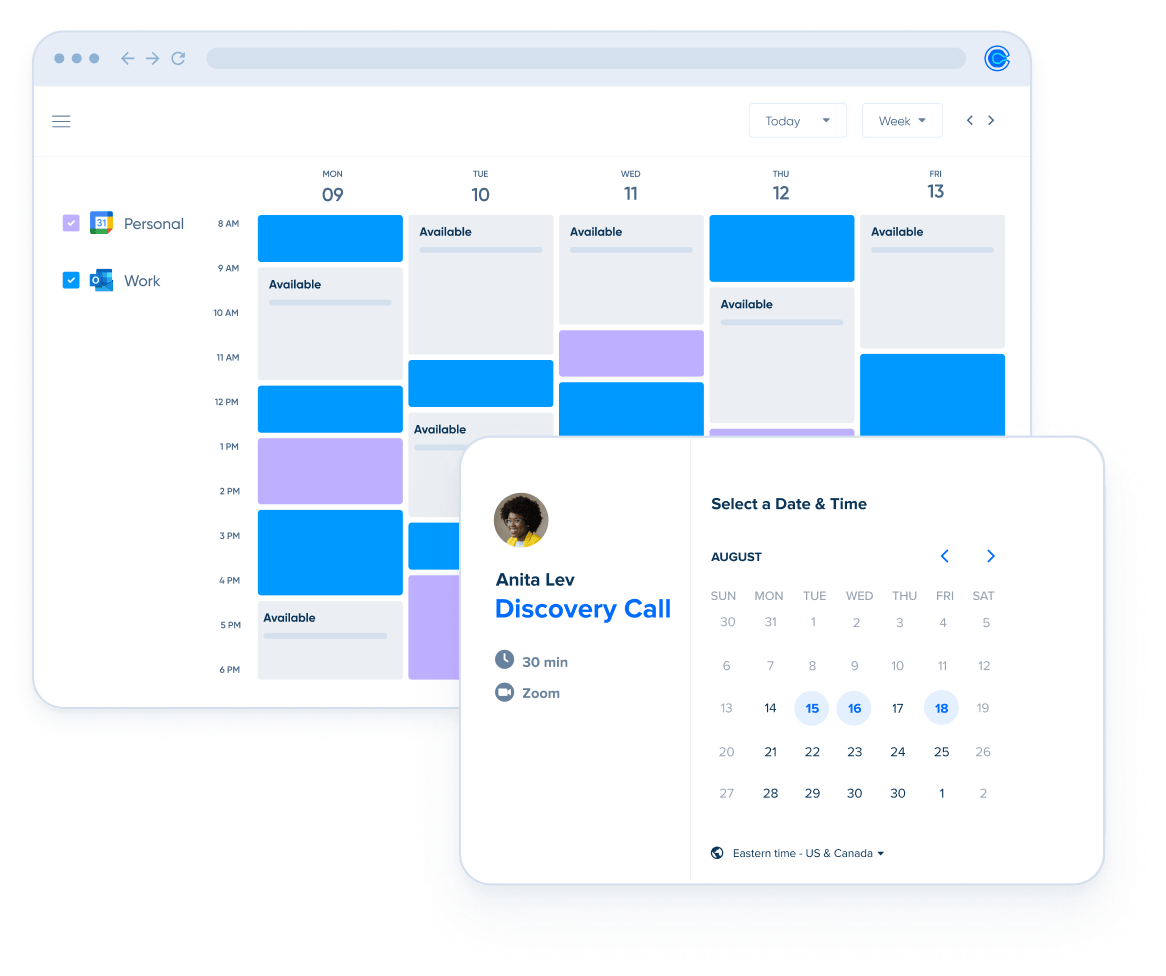 Today
Week
MON TUE WED THU FRI
09 10 11 12 13
31 Personal
O Work
8 AM
9 AM
10 AM
11 AM
12 PM
1 PM
2 PM
3 PM
4 PM
5 PM
6 PM
Available
Available
Available
Available
Available
Available
Available
Anita Lev
Discovery Call
30 min
Zoom
Select a Date & Time
AUGUST
SUN MON TUE WED THU FRI SAT
30 31 1 2 3 4 5
6 7 8 9 10 11 12
13 14 15 16 17 18 19
20 21 22 23 24 25 26
27 28 29 30 30 1 2
Eastern time - US & Canada